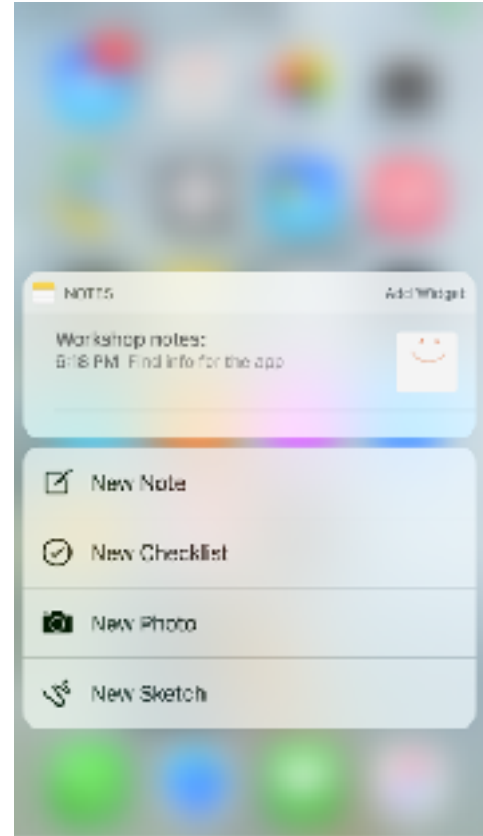 NOTES
Add Widget
Workshop notes:
5:18 PM Find info for the app
New Note
New Checklist
New Photo
New Sketch